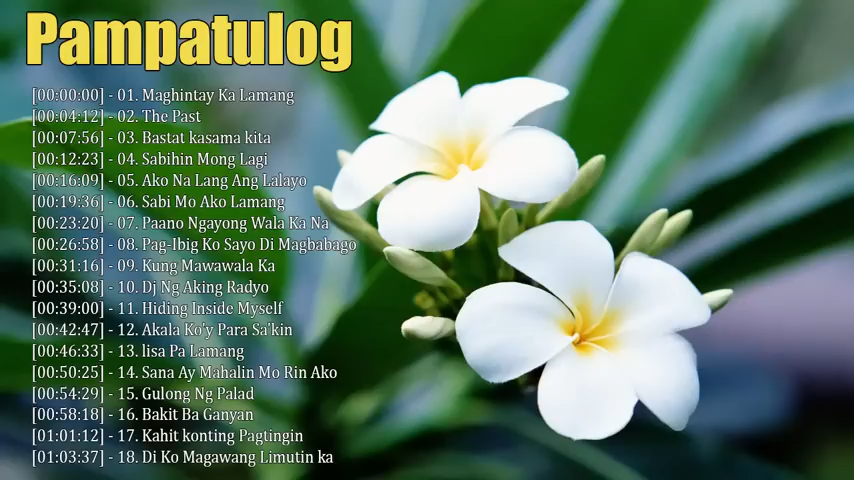 Pampatulog
[00:00:00] - 01. Maghintay Ka Lamang
[00:04:12] - 02. The Past
[00:07:56] - 03. Bastat kasama kita
[00:12:23] - 04. Sabihin Mong Lagi
[00:16:09] - 05. Ako Na Lang Ang Lalayo
[00:19:36] - 06. Sabi Mo Ako Lamang
[00:23:20] - 07. Paano Ngayong Wala Ka Na
[00:26:58] - 08. Pag-Ibig Ko Sayo Di Magbabago
[00:31:16] - 09. Kung Mawawala Ka
[00:35:08] - 10. Dj Ng Aking Radyo
[00:39:00] - 11. Hiding Inside Myself
[00:42:47] - 12. Akala Ko'y Para Sa'kin
[00:46:33] - 13. lisa Pa Lamang
[00:50:25] - 14. Sana Ay Mahalin Mo Rin Ako
[00:54:29] - 15. Gulong Ng Palad
[00:58:18] - 16. Bakit Ba Ganyan
[01:01:12] - 17. Kahit konting Pagtingin
[01:03:37] - 18. Di Ko Magawang Limutin ka